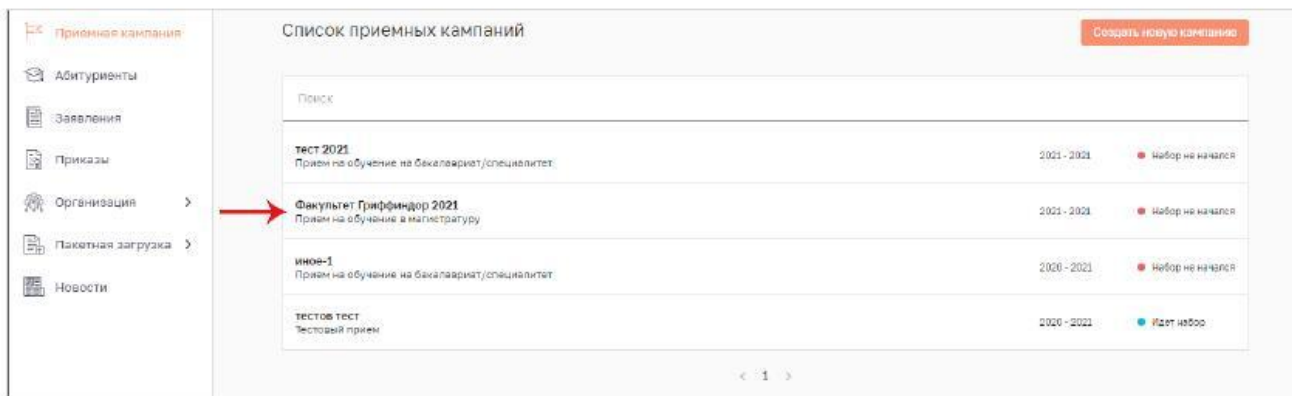 Приемная кампания
Абитуриенты
Заявления
Приказы
Организация >
Пакетная загрузка >
Новости
Список приемных кампаний
Создать новую кампанию
Поиск
тест 2021
Прием на обучение на бакалавриат/специалитет
2021 - 2021
Набор не начался
Факультет Гриффиндор 2021
Прием на обучение в магистратуру
2021 - 2021
Набор не начался
иное-1
Прием на обучение на бакалавриат/специалитет
2020 - 2021
Набор не начался
тестов тест
Тестовый прием
2020 - 2021
Идет набор
< 1 >